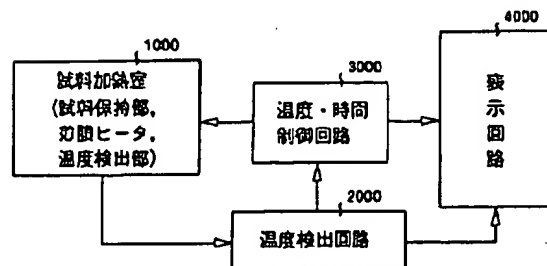 1000
試料加熱室
(試料保持部,
薄膜ヒータ,
温度検出部)
3000
温度・時間
制御回路
4000
表
示
回
路
2000
温度検出回路